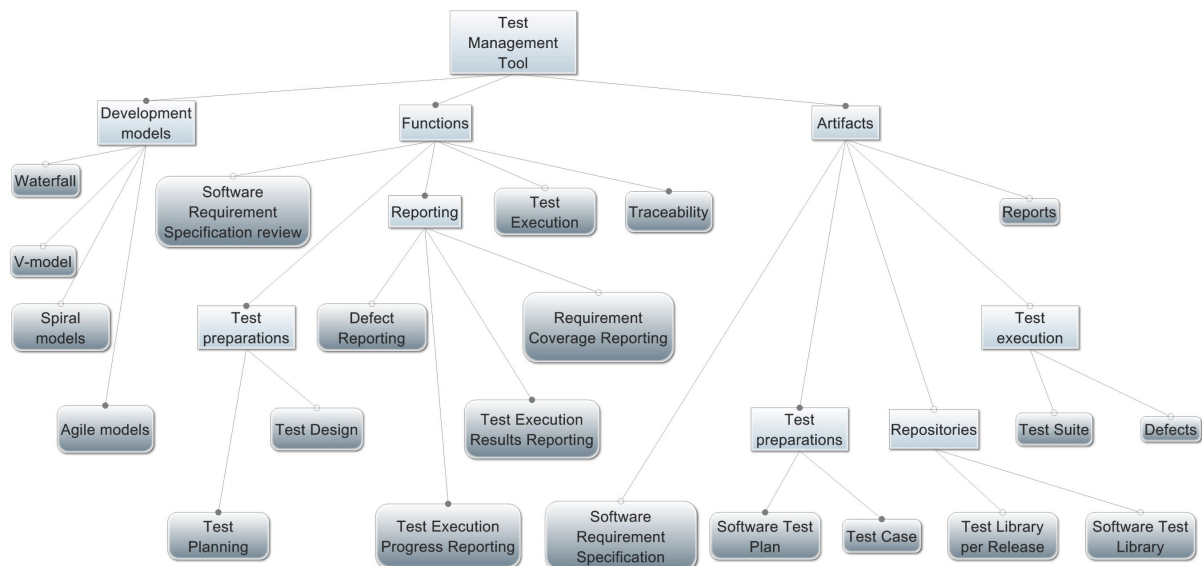 Test
Management
Tool
Development
models
Functions
Artifacts
Waterfall
Software
Requirement
Specification review
Reporting
Test
Execution
Traceability
Reports
V-model
Spiral
models
Test
preparations
Defect
Reporting
Requirement
Coverage Reporting
Test
execution
Agile models
Test Design
Test Execution
Results Reporting
Test
preparations
Repositories
Test Suite
Defects
Test
Planning
Test Execution
Progress Reporting
Software
Requirement
Specification
Software Test
Plan
Test Case
Test Library
per Release
Software Test
Library